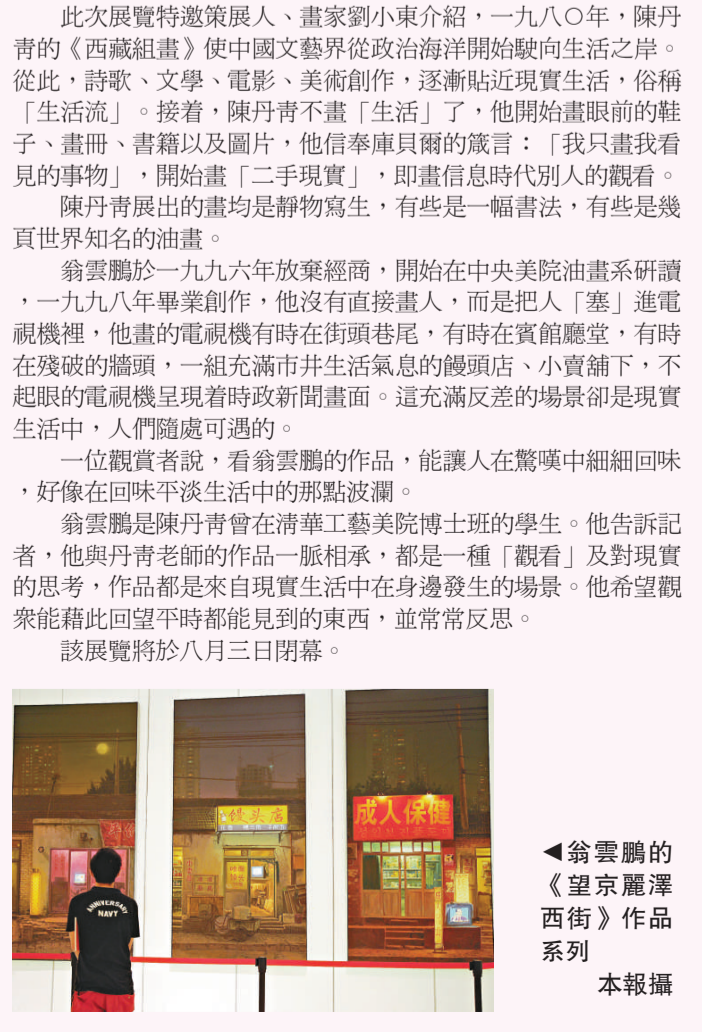 此次展覽特邀策展人、畫家劉小東介紹，一九八○年，陳丹
靑的《西藏組畫》使中國文藝界從政治海洋開始駛向生活之岸。
從此，詩歌、文學、電影、美術創作，逐漸貼近現實生活，俗稱
「生活流」。接着，陳丹靑不畫「生活」了，他開始畫眼前的鞋
子、畫冊、書籍以及圖片，他信奉庫貝爾的箴言：「我只畫我看
見的事物」，開始畫「二手現實」，即畫信息時代別人的觀看。
陳丹靑展出的畫均是靜物寫生，有些是一幅書法，有些是幾
頁世界知名的油畫。
翁雲鵬於一九九六年放棄經商，開始在中央美院油畫系硏讀
，一九九八年畢業創作，他沒有直接畫人，而是把人「塞」進電
視機裡，他畫的電視機有時在街頭巷尾，有時在賓館廳堂，有時
在殘破的牆頭，一組充滿市井生活氣息的饅頭店、小賣舖下，不
起眼的電視機呈現着時政新聞畫面。這充滿反差的場景卻是現實
生活中，人們隨處可遇的。
一位觀賞者說，看翁雲鵬的作品，能讓人在驚嘆中細細回味
，好像在回味平淡生活中的那點波瀾。
翁雲鵬是陳丹靑曾在淸華工藝美院博士班的學生。他告訴記
者，他與丹靑老師的作品一脈相承，都是一種「觀看」及對現實
的思考，作品都是來自現實生活中在身邊發生的場景。他希望觀
衆能藉此回望平時都能見到的東西，並常常反思。
該展覽將於八月三日閉幕。
馒头店
成人保健
ANNIVERSARY
NAVY
◀翁雲鵬的
《望京麗澤
西街》作品
系列
本報攝